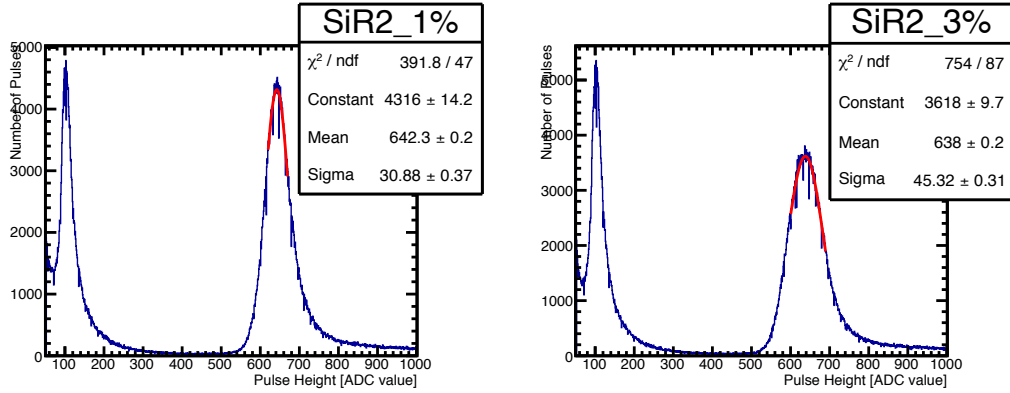 SiR2_1%
χ² / ndf 391.8 / 47
Constant 4316 ± 14.2
Mean 642.3 ± 0.2
Sigma 30.88 ± 0.37
Number of Pulses
5000
4000
3000
2000
1000
0
100 200 300 400 500 600 700 800 900 1000
Pulse Height [ADC value]
SiR2_3%
χ² / ndf 754 / 87
Constant 3618 ± 9.7
Mean 638 ± 0.2
Sigma 45.32 ± 0.31
Number of Pulses
5000
4000
3000
2000
1000
0
100 200 300 400 500 600 700 800 900 1000
Pulse Height [ADC value]